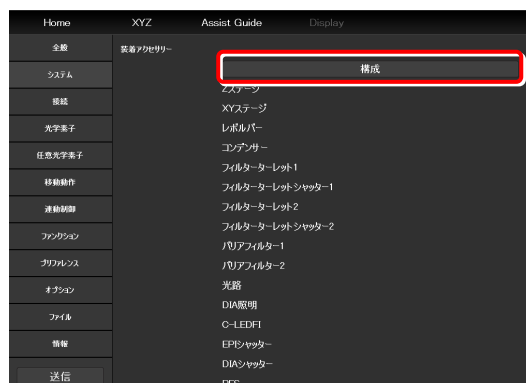 Home XYZ Assist Guide Display
全般
システム
接続
光学素子
任意光学素子
移動動作
連動制御
ファンクション
プリファレンス
オプション
ファイル
情報
送信
装着アクセサリー
構成
Zステージ
XYステージ
レボルバー
コンデンサー
フィルターターレット1
フィルターターレットシャッター1
フィルターターレット2
フィルターターレットシャッター2
バリアフィルター1
バリアフィルター2
光路
DIA照明
C-LEDFI
EPIシャッター
DIAシャッター
PFS